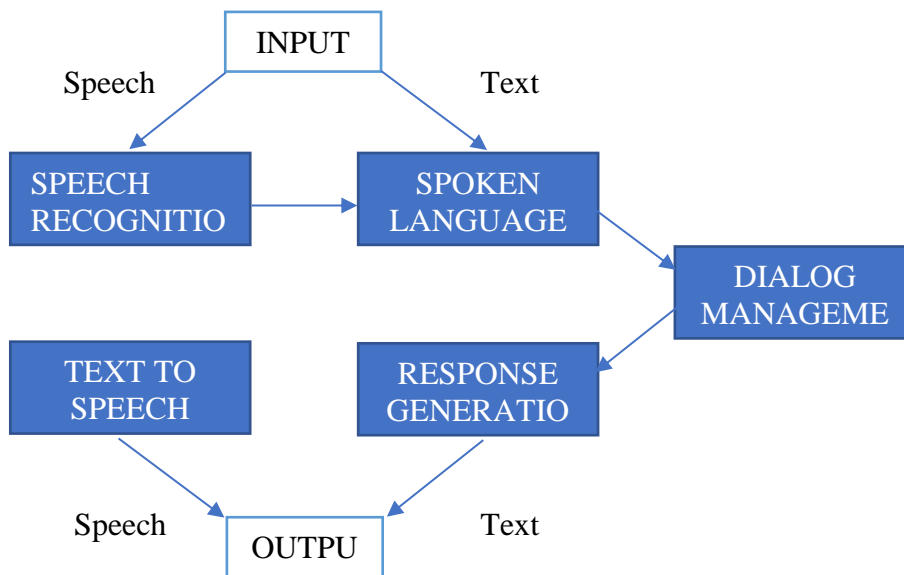 INPUT
Speech
Text
SPEECH
RECOGNITIO
SPOKEN
LANGUAGE
DIALOG
MANAGEME
TEXT TO
SPEECH
RESPONSE
GENERATIO
Speech
Text
OUTPU